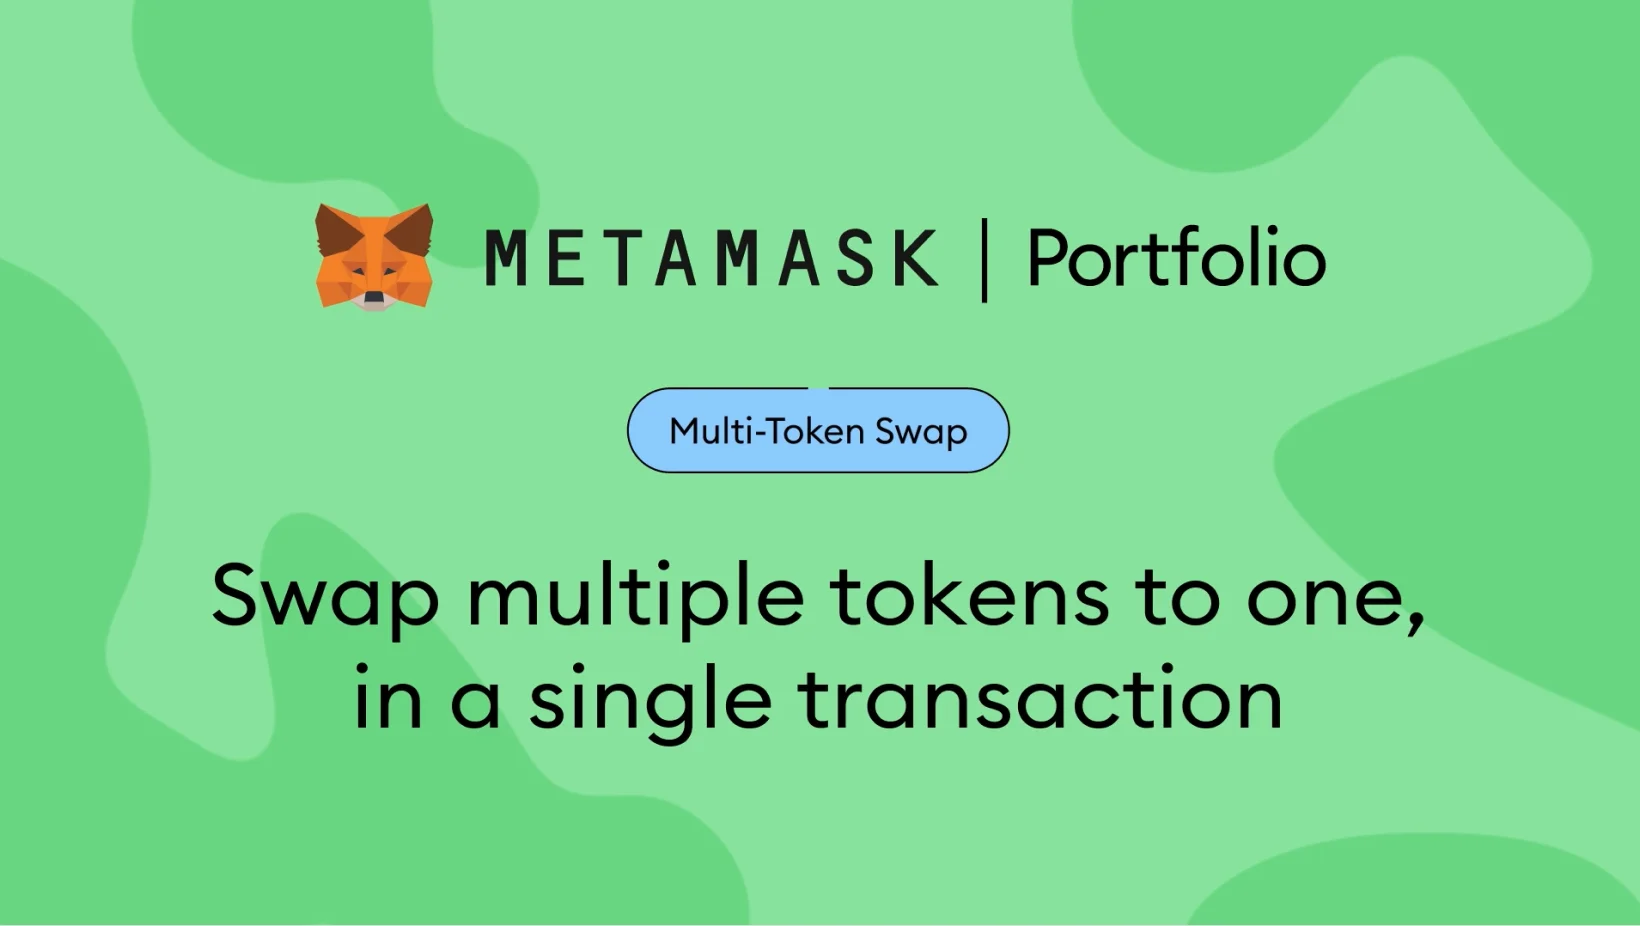 METAMASK | Portfolio
Multi-Token Swap
Swap multiple tokens to one,
in a single transaction